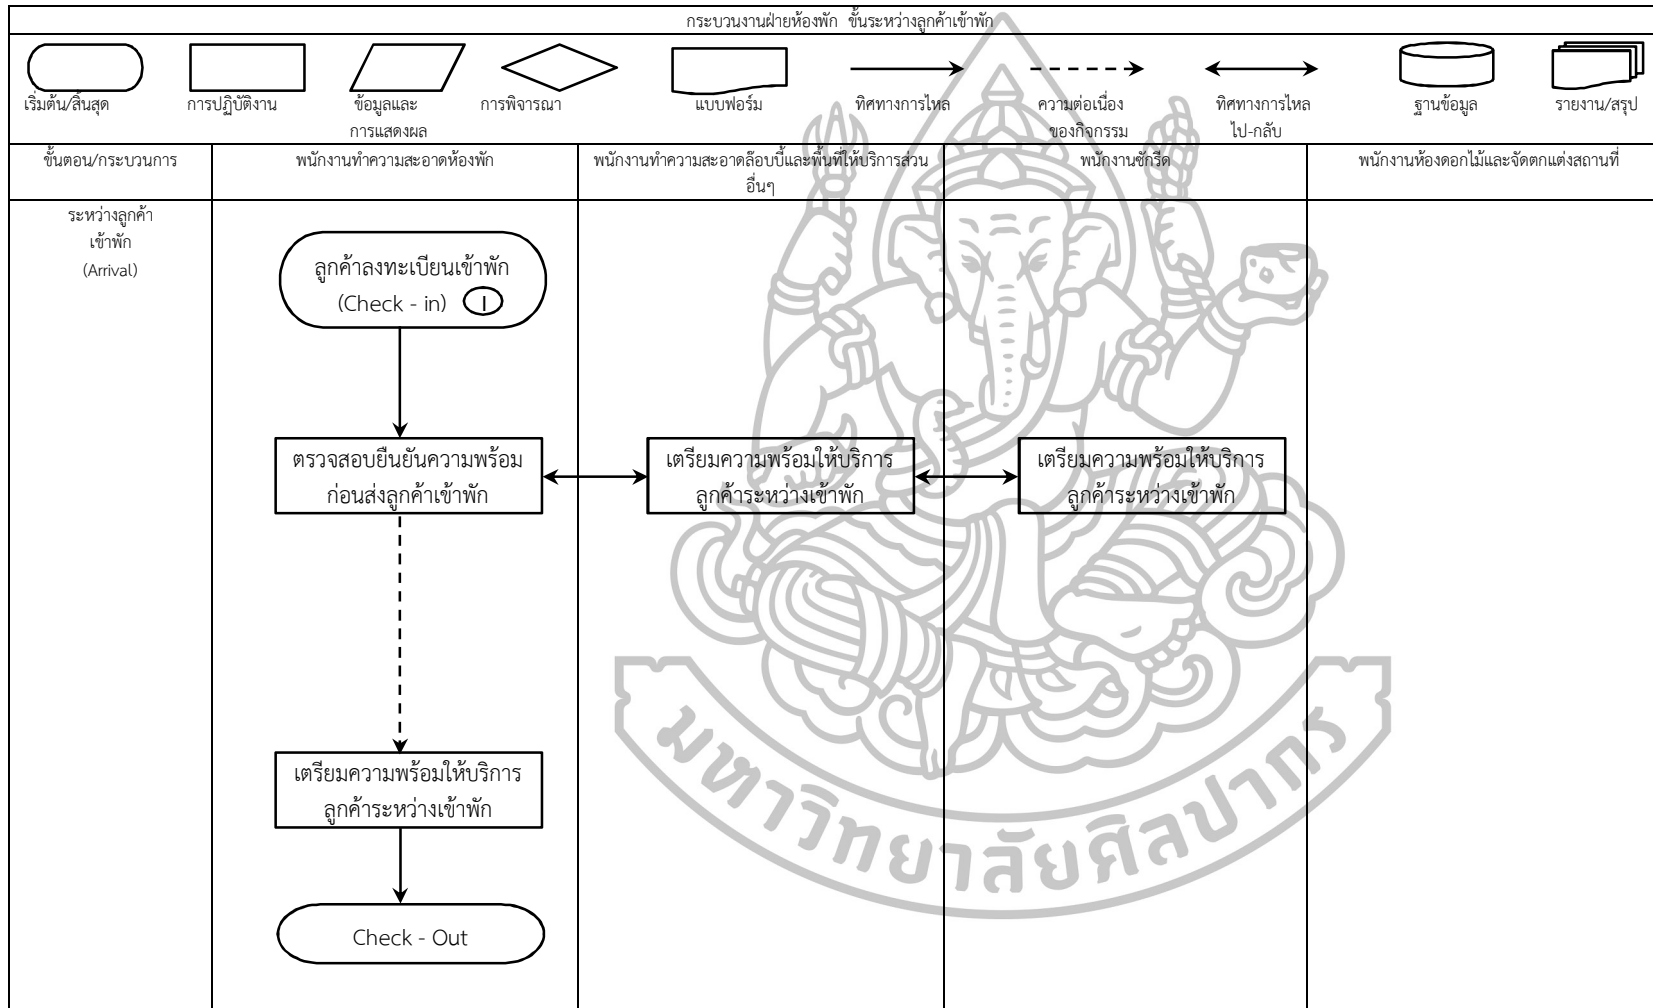 กระบวนงานฝ่ายห้องพัก ขั้นระหว่างลูกค้าเข้าพัก
เริ่มต้น/สิ้นสุด
การปฏิบัติงาน
ข้อมูลและ
การแสดงผล
การพิจารณา
แบบฟอร์ม
ทิศทางการไหล
ความต่อเนื่อง
ของกิจกรรม
ทิศทางการไหล
ไป-กลับ
ฐานข้อมูล
รายงาน/สรุป
ขั้นตอน/กระบวนการ
พนักงานทำความสะอาดห้องพัก
พนักงานทำความสะอาดล๊อบบี้และพื้นที่ให้บริการส่วน
อื่นๆ
พนักงานซักรีด
พนักงานห้องดอกไม้และจัดตกแต่งสถานที่
ระหว่างลูกค้า
เข้าพัก
(Arrival)
ลูกค้าลงทะเบียนเข้าพัก
(Check - in) I
ตรวจสอบยืนยันความพร้อม
ก่อนส่งลูกค้าเข้าพัก
เตรียมความพร้อมให้บริการ
ลูกค้าระหว่างเข้าพัก
เตรียมความพร้อมให้บริการ
ลูกค้าระหว่างเข้าพัก
เตรียมความพร้อมให้บริการ
ลูกค้าระหว่างเข้าพัก
Check - Out
มหาวิทยาลัยศิลปากร